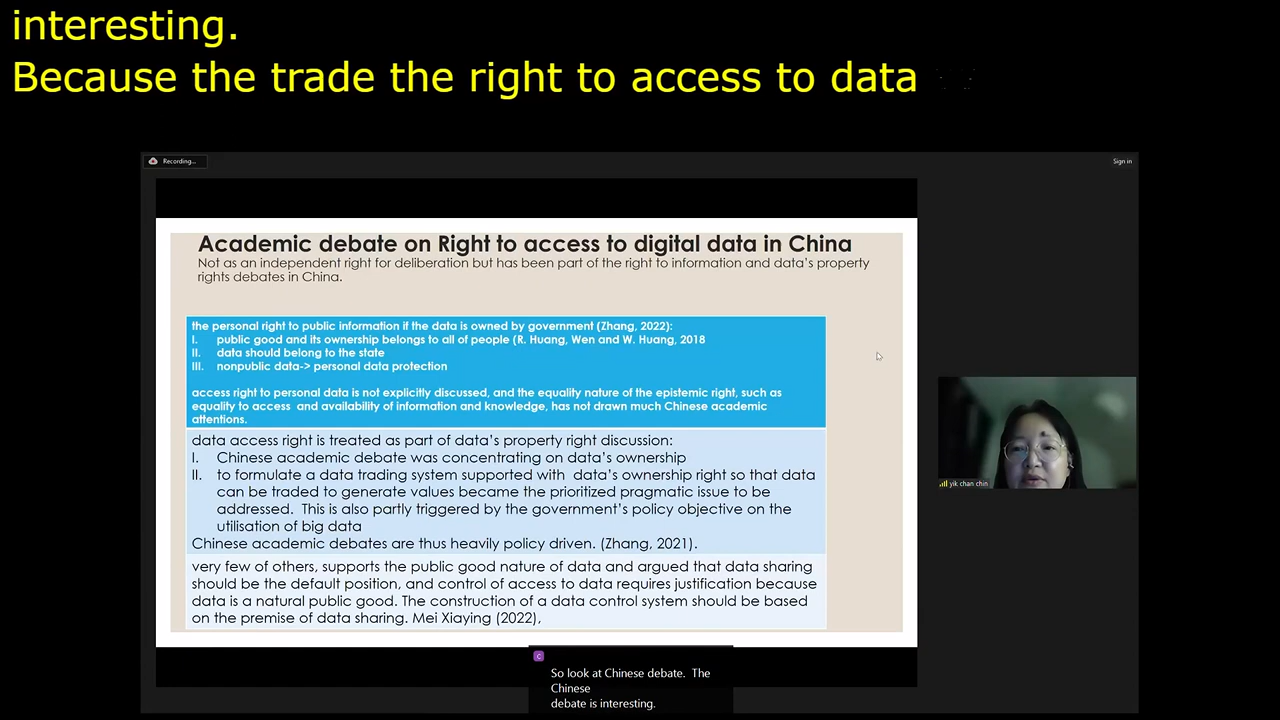 interesting.
Because the trade the right to access to data
Recording...
Sign in
Academic debate on Right to access to digital data in China
Not as an independent right for deliberation but has been part of the right to information and data's property
rights debates in China.
the personal right to public information if the data is owned by government (Zhang, 2022):
I. public good and its ownership belongs to all of people (R. Huang, Wen and W. Huang, 2018
II. data should belong to the state
III. nonpublic data-> personal data protection
access right to personal data is not explicitly discussed, and the equality nature of the epistemic right, such as
equality to access and availability of information and knowledge, has not drawn much Chinese academic
attentions.
data access right is treated as part of data's property right discussion:
I. Chinese academic debate was concentrating on data's ownership
II. to formulate a data trading system supported with data's ownership right so that data
can be traded to generate values became the prioritized pragmatic issue to be
addressed. This is also partly triggered by the government's policy objective on the
utilisation of big data
Chinese academic debates are thus heavily policy driven. (Zhang, 2021).
very few of others, supports the public good nature of data and argued that data sharing
should be the default position, and control of access to data requires justification because
data is a natural public good. The construction of a data control system should be based
on the premise of data sharing. Mei Xiaying (2022),
yik chan chin
C
So look at Chinese debate. The
Chinese
debate is interesting.